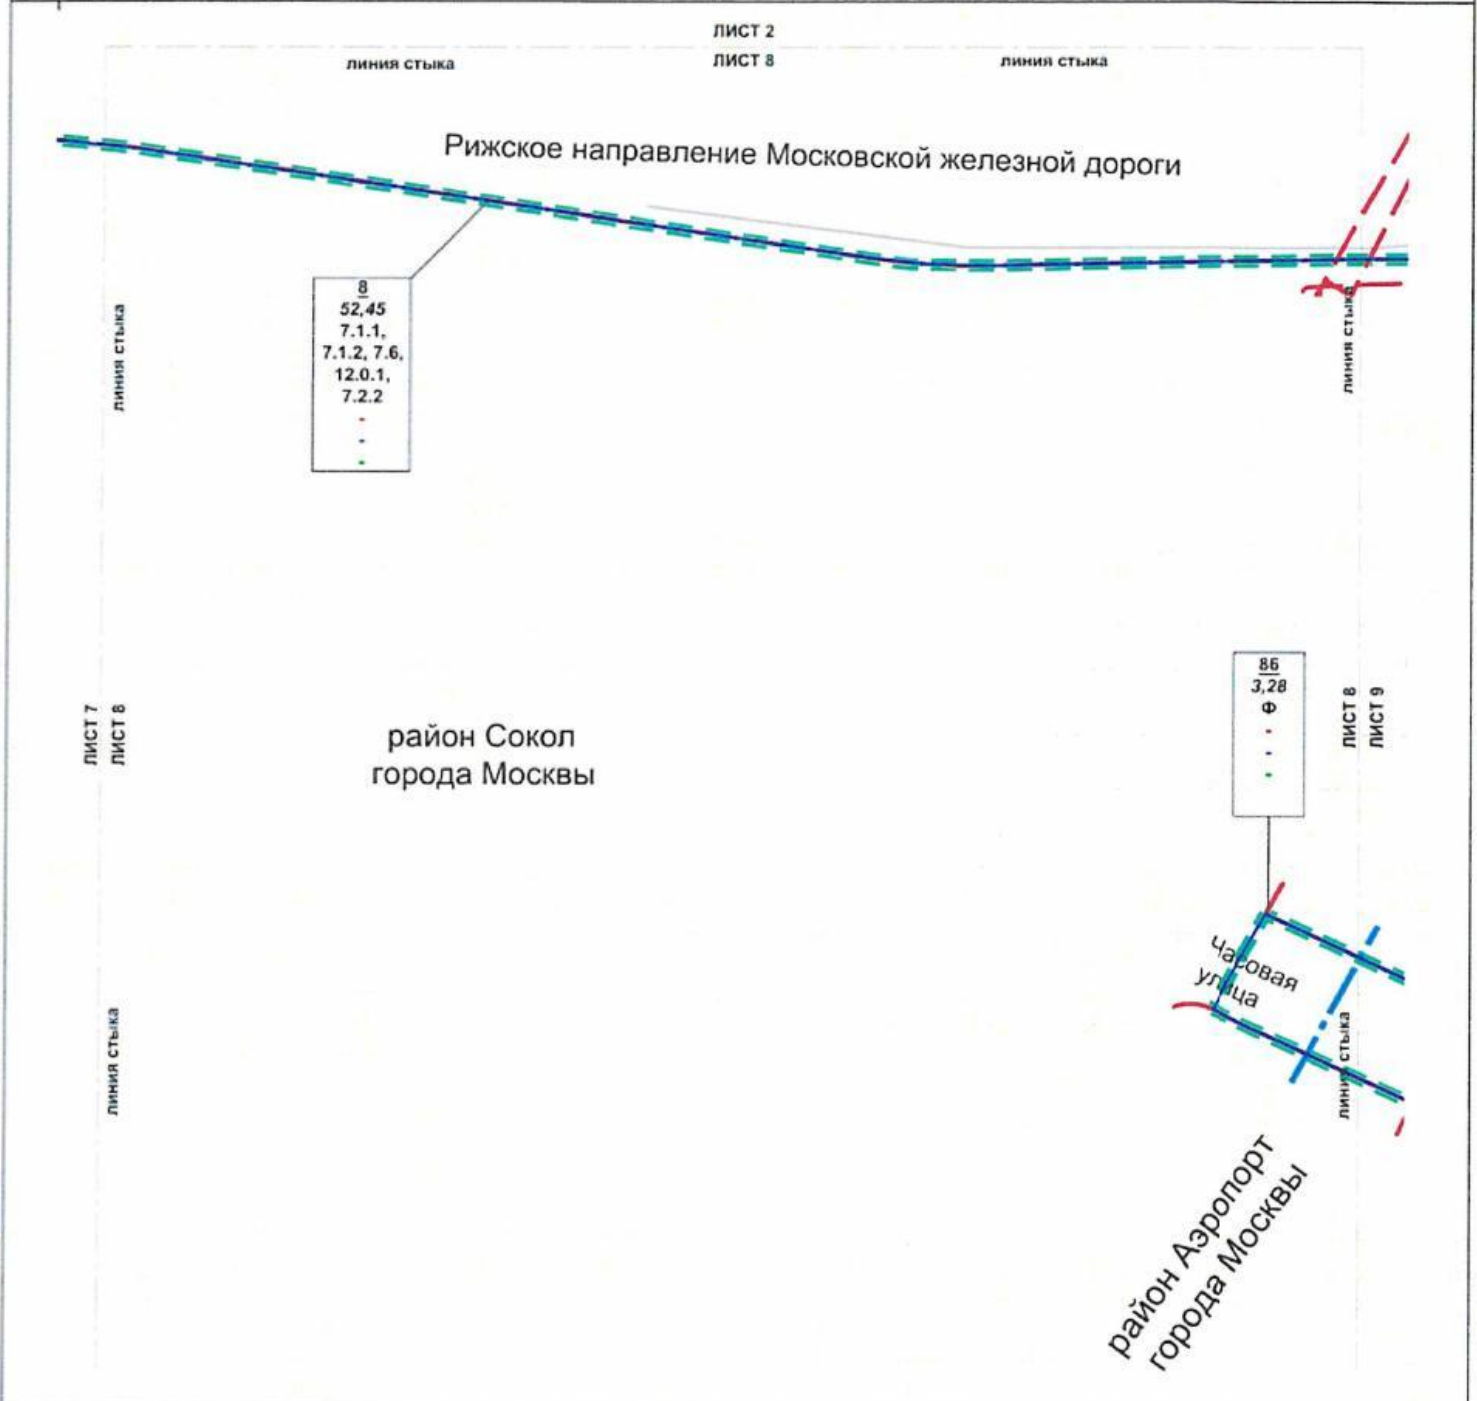 ЛИСТ 2
линия стыка
ЛИСТ 8
линия стыка
Рижское направление Московской железной дороги
8
52,45
7.1.1,
7.1.2, 7.6,
12.0.1,
7.2.2
-
-
-
линия стыка
линия стыка
86
3,28
Ф
-
-
-
ЛИСТ 7
ЛИСТ 8
район Сокол
города Москвы
ЛИСТ 8
ЛИСТ 9
Часовая
улица
линия стыка
линия стыка
район Аэропорт
города Москвы